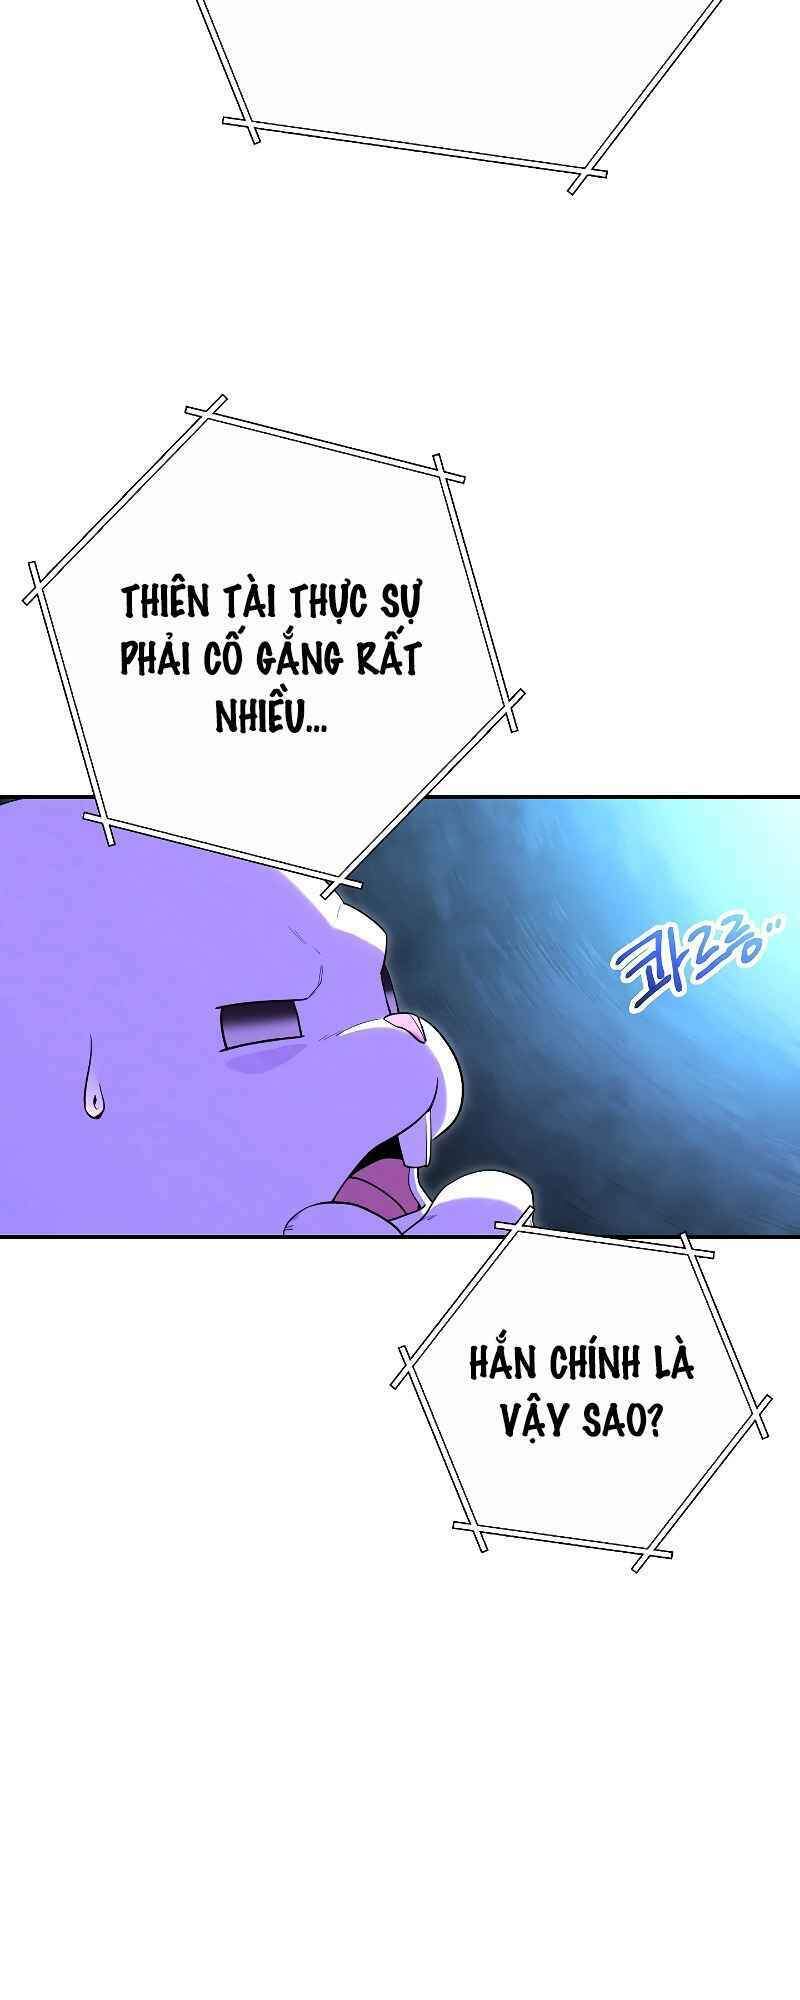 THIÊN TÀI THỰC SỰ
PHẢI CỐ GẮNG RẤT
NHIỀU...
콰르릉..
HẮN CHÍNH LÀ
VẬY SAO?